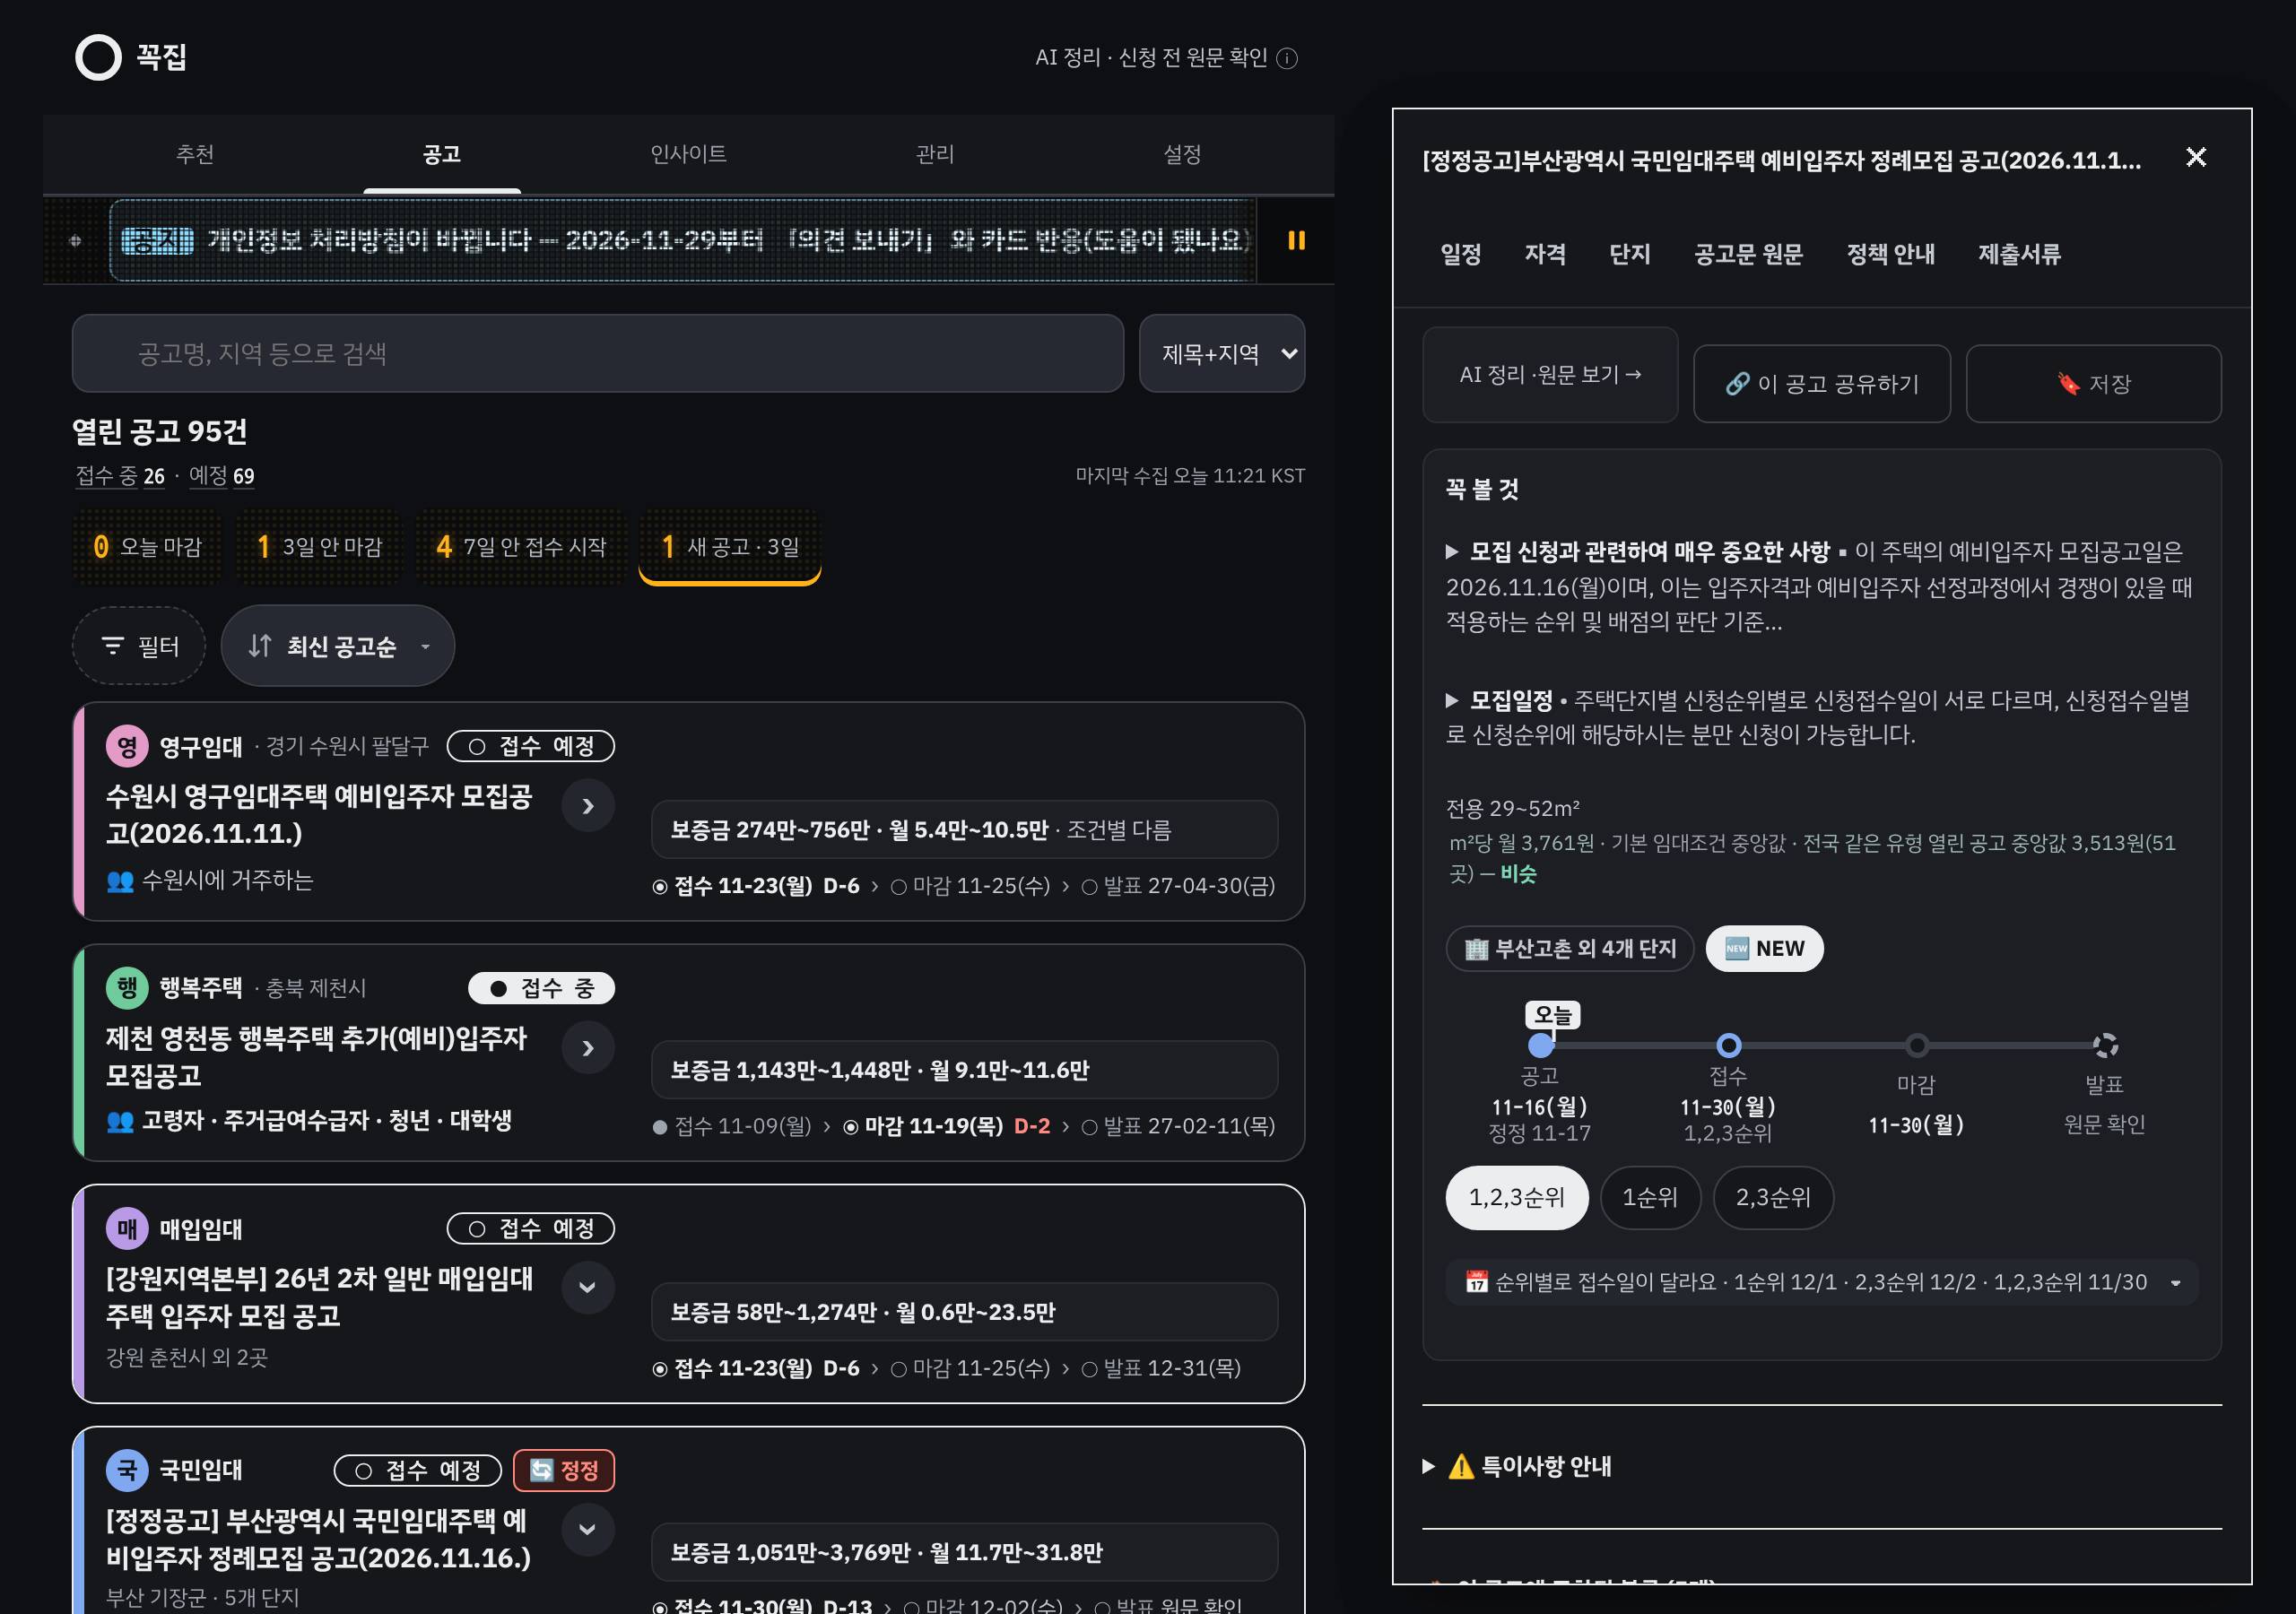 꼭집
AI 정리 · 신청 전 원문 확인 ⓘ
추천
공고
인사이트
관리
설정
공지 개인정보 처리방침이 바뀝니다 — 2026-11-29부터 「의견 보내기」 와 카드 반응(도움이 됐나요)
공고명, 지역 등으로 검색
제목+지역
열린 공고 95건
접수 중 26 · 예정 69
마지막 수집 오늘 11:21 KST
0 오늘 마감
1 3일 안 마감
4 7일 안 접수 시작
1 새 공고 · 3일
필터
최신 공고순
영 영구임대 · 경기 수원시 팔달구 ○ 접수 예정
수원시 영구임대주택 예비입주자 모집공
고(2026.11.11.)
👥 수원시에 거주하는
보증금 274만~756만 · 월 5.4만~10.5만 · 조건별 다름
◉ 접수 11-23(월) D-6 › ○ 마감 11-25(수) › ○ 발표 27-04-30(금)
행 행복주택 · 충북 제천시 ● 접수 중
제천 영천동 행복주택 추가(예비)입주자
모집공고
👥 고령자 · 주거급여수급자 · 청년 · 대학생
보증금 1,143만~1,448만 · 월 9.1만~11.6만
● 접수 11-09(월) › ◉ 마감 11-19(목) D-2 › ○ 발표 27-02-11(목)
매 매입임대 ○ 접수 예정
[강원지역본부] 26년 2차 일반 매입임대
주택 입주자 모집 공고
강원 춘천시 외 2곳
보증금 58만~1,274만 · 월 0.6만~23.5만
◉ 접수 11-23(월) D-6 › ○ 마감 11-25(수) › ○ 발표 12-31(목)
국 국민임대 ○ 접수 예정 🔄 정정
[정정공고] 부산광역시 국민임대주택 예
비입주자 정례모집 공고(2026.11.16.)
부산 기장군 · 5개 단지
보증금 1,051만~3,769만 · 월 11.7만~31.8만
◉ 접수 11-30(월) D-13 › ○ 마감 12-02(수) › ○ 발표 원문 확인
[정정공고]부산광역시 국민임대주택 예비입주자 정례모집 공고(2026.11.1...
✕
일정
자격
단지
공고문 원문
정책 안내
제출서류
AI 정리 ·원문 보기 →
🔗 이 공고 공유하기
🔖 저장
꼭 볼 것
▶ 모집 신청과 관련하여 매우 중요한 사항 ▪ 이 주택의 예비입주자 모집공고일은
2026.11.16(월)이며, 이는 입주자격과 예비입주자 선정과정에서 경쟁이 있을 때
적용하는 순위 및 배점의 판단 기준...
▶ 모집일정 • 주택단지별 신청순위별로 신청접수일이 서로 다르며, 신청접수일별
로 신청순위에 해당하시는 분만 신청이 가능합니다.
전용 29~52m²
m²당 월 3,761원 · 기본 임대조건 중앙값 · 전국 같은 유형 열린 공고 중앙값 3,513원(51
곳) — 비슷
🏢 부산고촌 외 4개 단지
🆕 NEW
오늘
공고
11-16(월)
정정 11-17
접수
11-30(월)
1,2,3순위
마감
11-30(월)
발표
원문 확인
1,2,3순위
1순위
2,3순위
📅 순위별로 접수일이 달라요 · 1순위 12/1 · 2,3순위 12/2 · 1,2,3순위 11/30
▶ ⚠️ 특이사항 안내